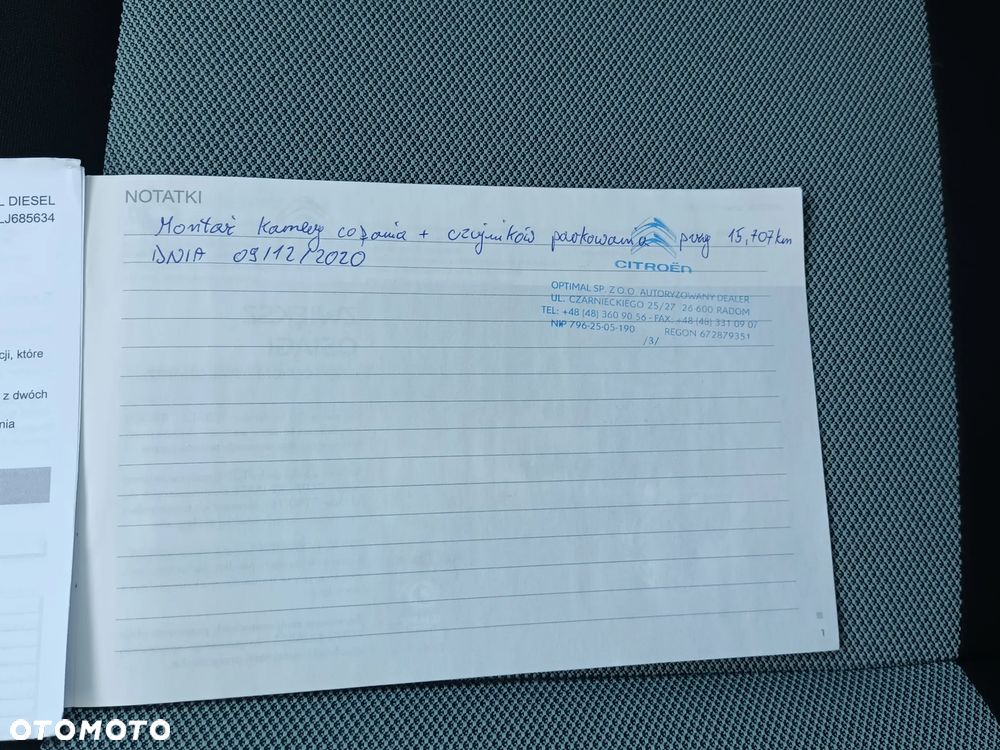 L DIESEL
LJ685634
cji, które
z dwóch
nia
NOTATKI
Montaż kamery cofania + czujników parkowania przy 15,707km
DNIA 09/12/2020
CITROËN
OPTIMAL SP. Z O.O. AUTORYZOWANY DEALER
UL. CZARNIECKIEGO 25/27 26 600 RADOM
TEL: +48 (48) 360 90 56 - FAX. +48 (48) 331 09 07
NIP 796-25-05-190 REGON 672879351
/3/
1
OTOMOTO